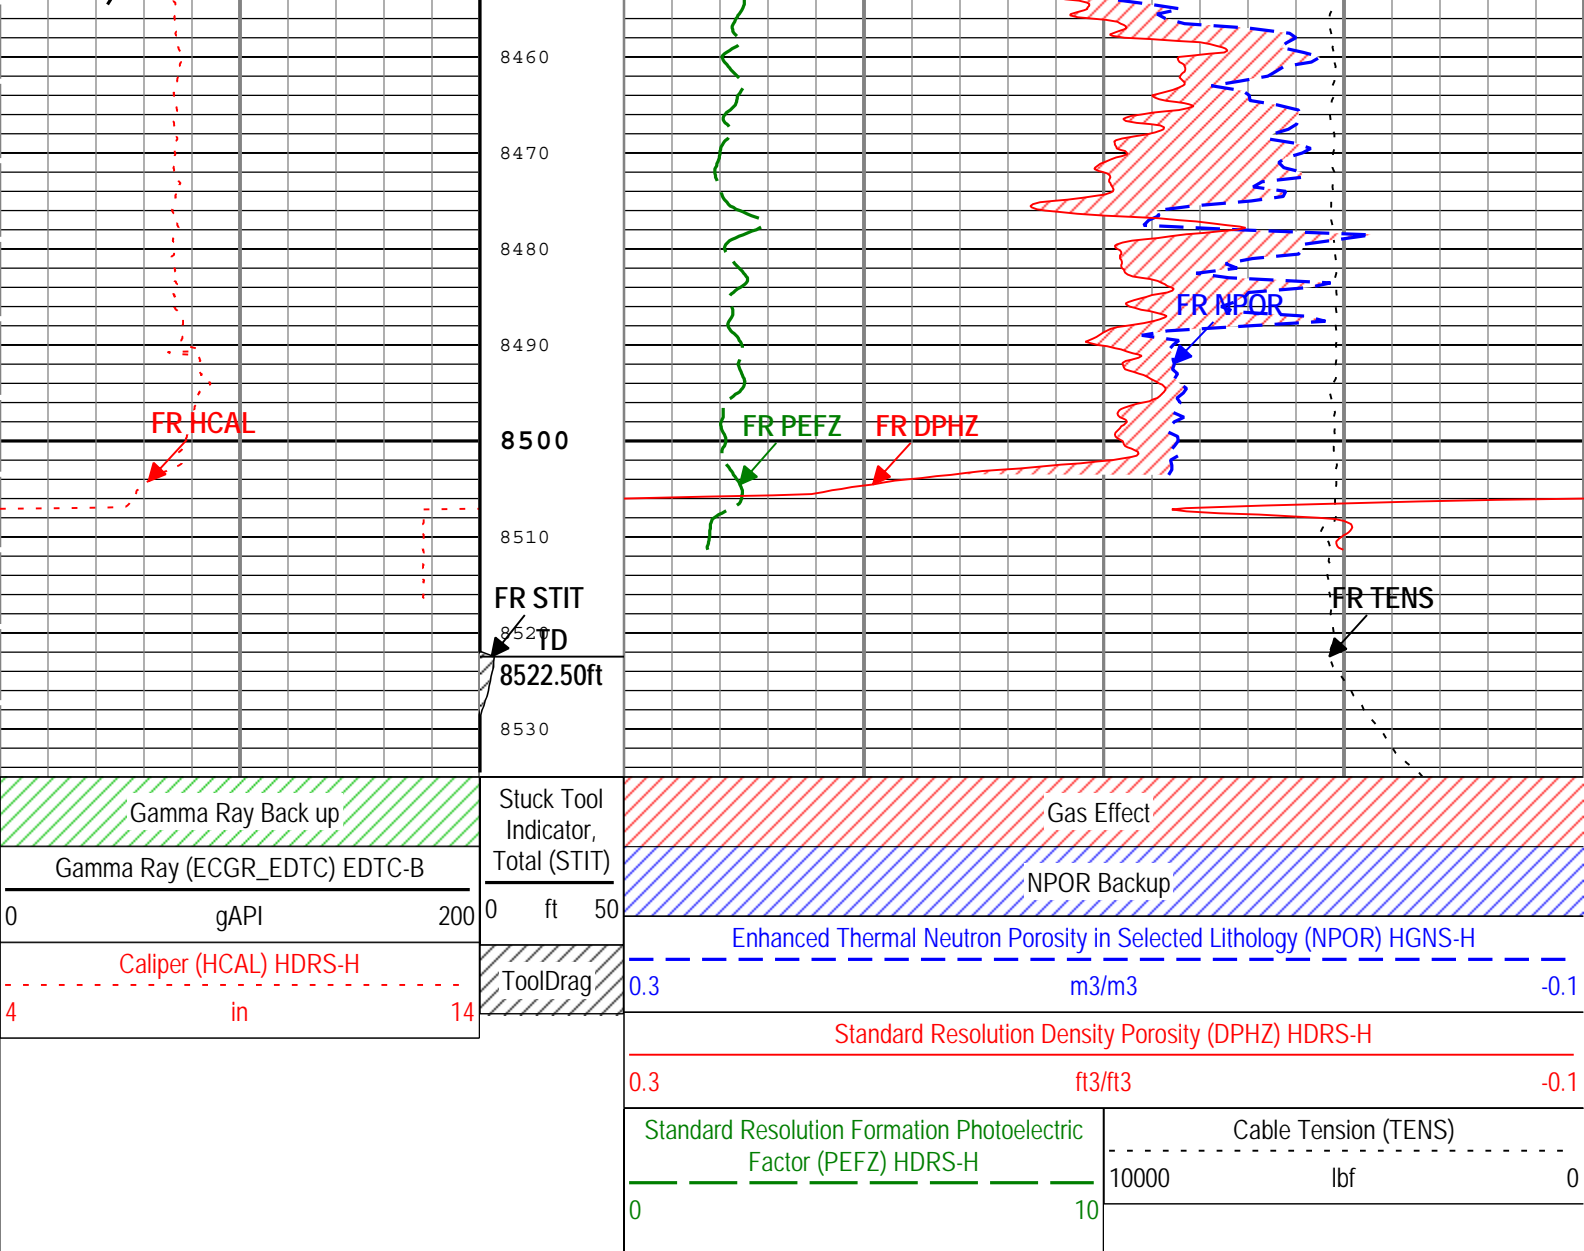 8460
8470
8480
FR NPOR
8490
FR HCAL
8500
FR PEFZ
FR DPHZ
8510
FR STIT
FR TENS
8520
TD
8522.50ft
8530
Gamma Ray Back up
Gamma Ray (ECGR_EDTC) EDTC-B
0 gAPI 200
Caliper (HCAL) HDRS-H
4 in 14
Stuck Tool
Indicator,
Total (STIT)
0 ft 50
ToolDrag
Gas Effect
NPOR Backup
Enhanced Thermal Neutron Porosity in Selected Lithology (NPOR) HGNS-H
0.3 m3/m3 -0.1
Standard Resolution Density Porosity (DPHZ) HDRS-H
0.3 ft3/ft3 -0.1
Standard Resolution Formation Photoelectric
Factor (PEFZ) HDRS-H
0 10
Cable Tension (TENS)
10000 lbf 0